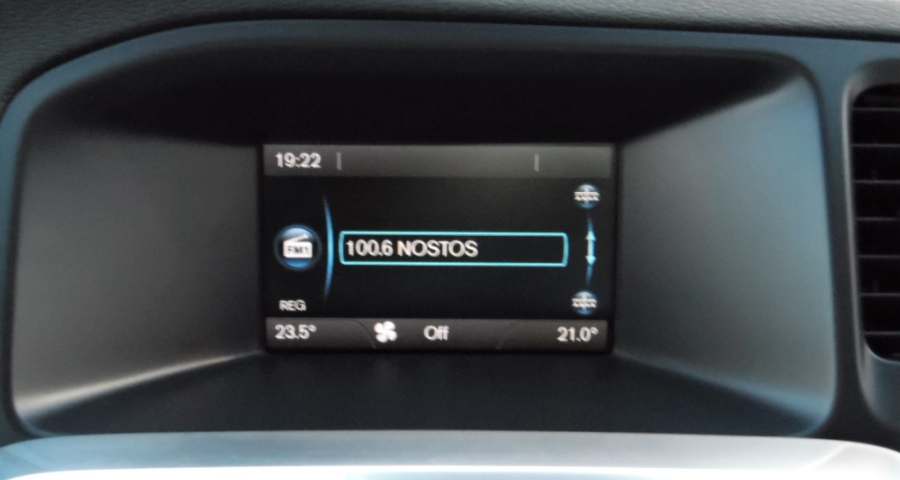 19:22
FM1
100.6 NOSTOS
REG
23.5° Off 21.0°